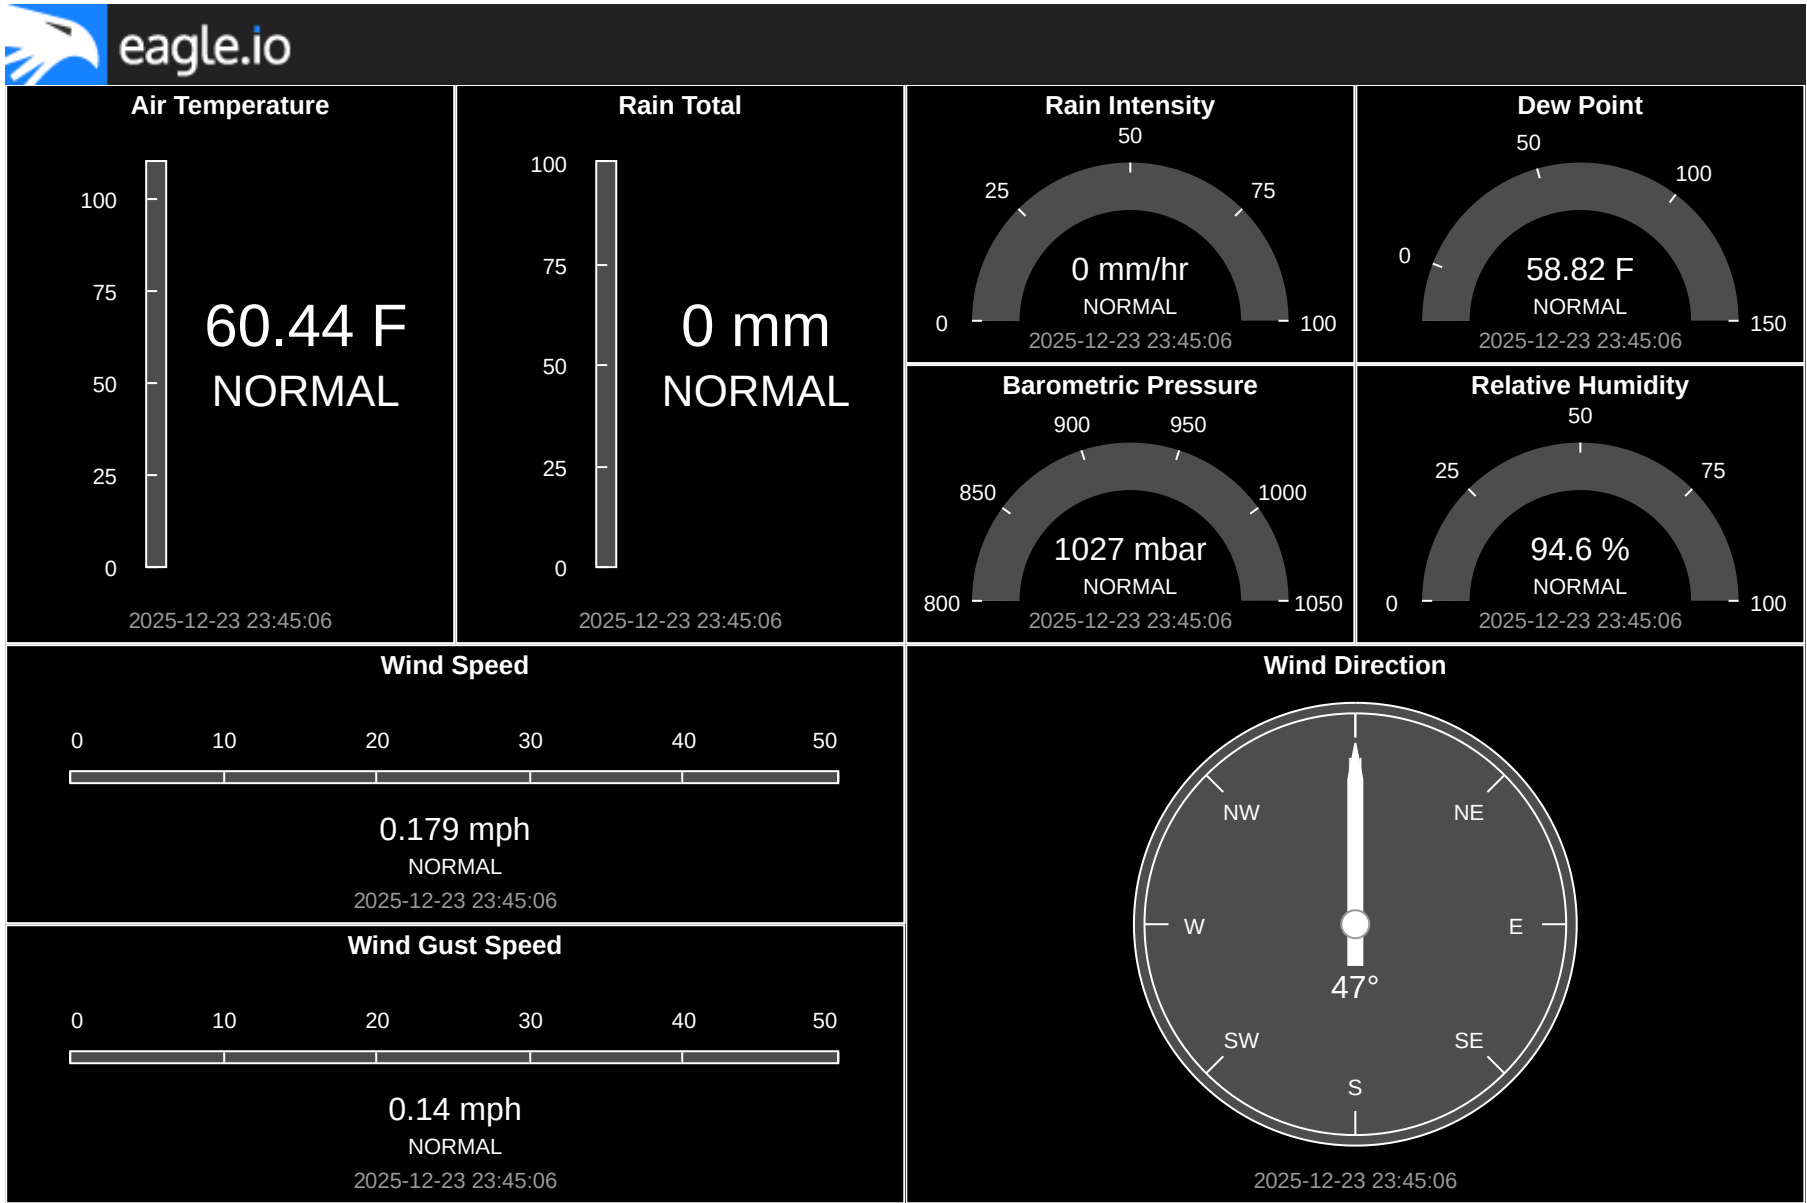 eagle.io
Air Temperature
100
75
50
25
0
60.44 F
NORMAL
2025-12-23 23:45:06
Rain Total
100
75
50
25
0
0 mm
NORMAL
2025-12-23 23:45:06
Rain Intensity
0
25
50
75
100
0 mm/hr
NORMAL
2025-12-23 23:45:06
Dew Point
0
50
100
150
58.82 F
NORMAL
2025-12-23 23:45:06
Barometric Pressure
800
850
900
950
1000
1050
1027 mbar
NORMAL
2025-12-23 23:45:06
Relative Humidity
0
25
50
75
100
94.6 %
NORMAL
2025-12-23 23:45:06
Wind Speed
0 10 20 30 40 50
0.179 mph
NORMAL
2025-12-23 23:45:06
Wind Gust Speed
0 10 20 30 40 50
0.14 mph
NORMAL
2025-12-23 23:45:06
Wind Direction
NW NE
W E
47°
SW SE
S
2025-12-23 23:45:06